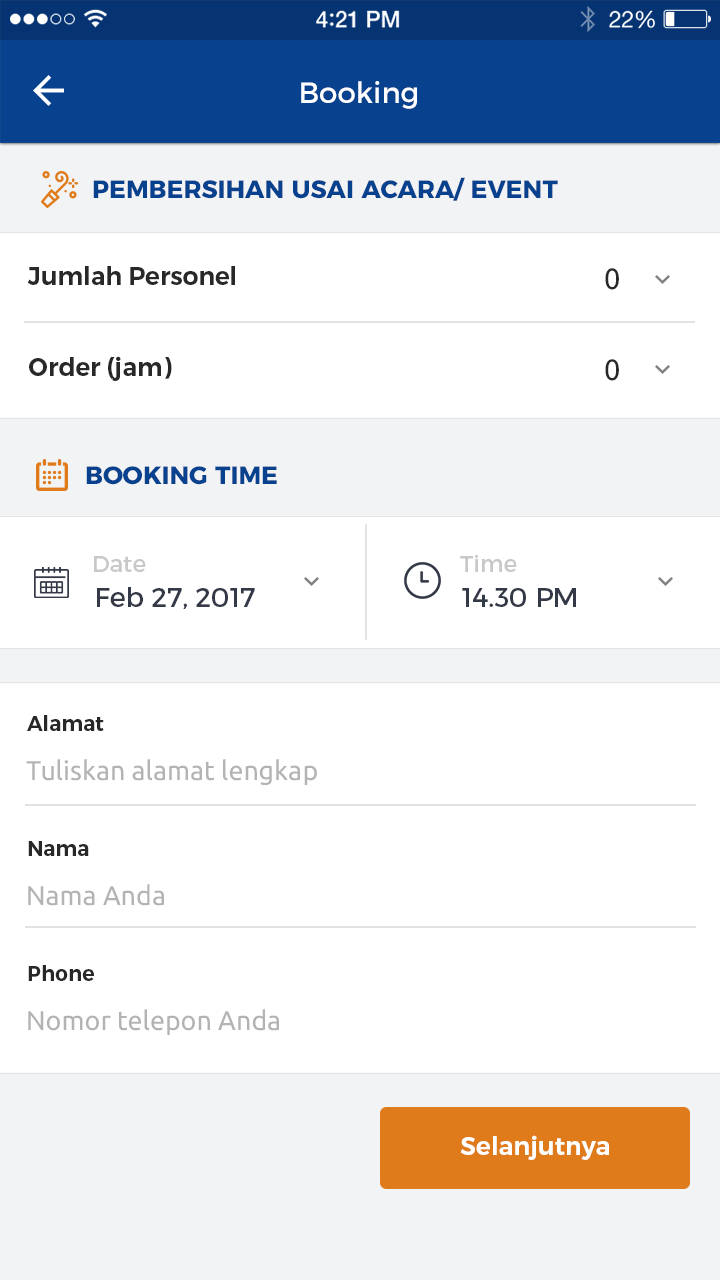 4:21 PM 22%
Booking
PEMBERSIHAN USAI ACARA/ EVENT
Jumlah Personel 0
Order (jam) 0
BOOKING TIME
Date Time
Feb 27, 2017 14.30 PM
Alamat
Tuliskan alamat lengkap
Nama
Nama Anda
Phone
Nomor telepon Anda
Selanjutnya